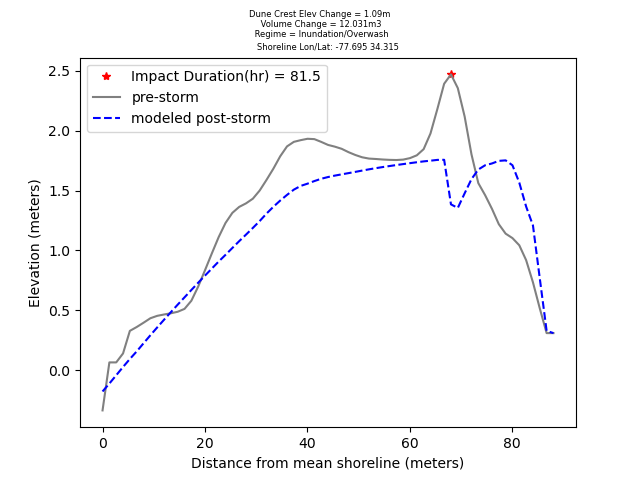 Dune Crest Elev Change = 1.09m
Volume Change = 12.031m3
Regime = Inundation/Overwash
Shoreline Lon/Lat: -77.695 34.315
Impact Duration(hr) = 81.5
pre-storm
modeled post-storm
Elevation (meters)
2.5
2.0
1.5
1.0
0.5
0.0
0
20
40
60
80
Distance from mean shoreline (meters)